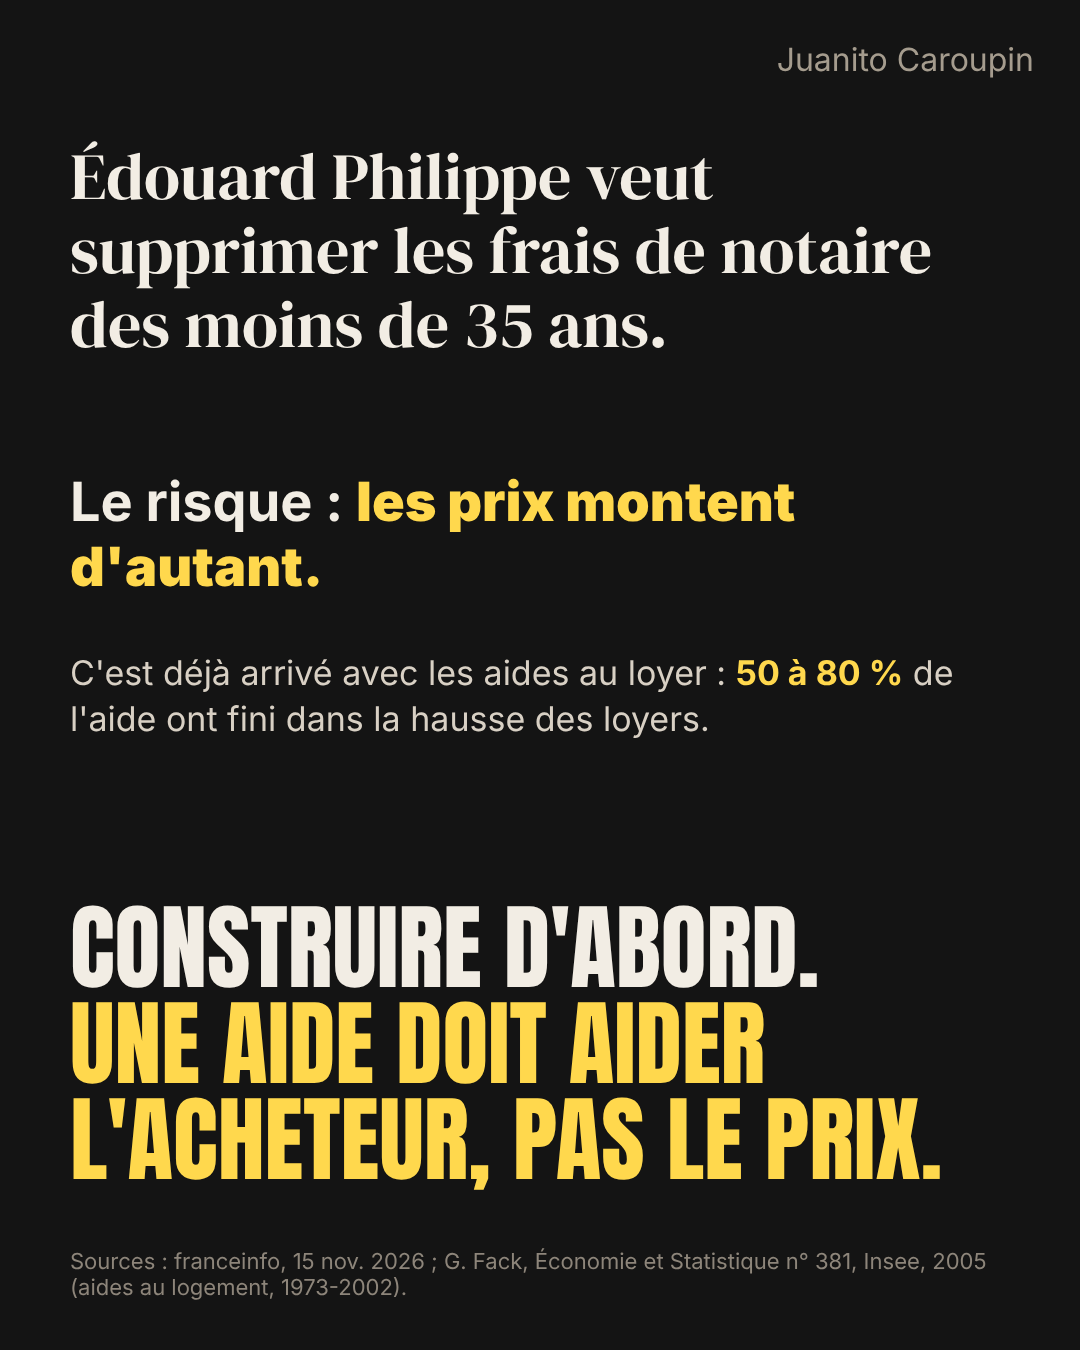 Juanito Caroupin
Édouard Philippe veut
supprimer les frais de notaire
des moins de 35 ans.
Le risque : les prix montent
d'autant.
C'est déjà arrivé avec les aides au loyer : 50 à 80 % de
l'aide ont fini dans la hausse des loyers.
CONSTRUIRE D'ABORD.
UNE AIDE DOIT AIDER
L'ACHETEUR, PAS LE PRIX.
Sources : franceinfo, 15 nov. 2026 ; G. Fack, Économie et Statistique n° 381, Insee, 2005
(aides au logement, 1973-2002).